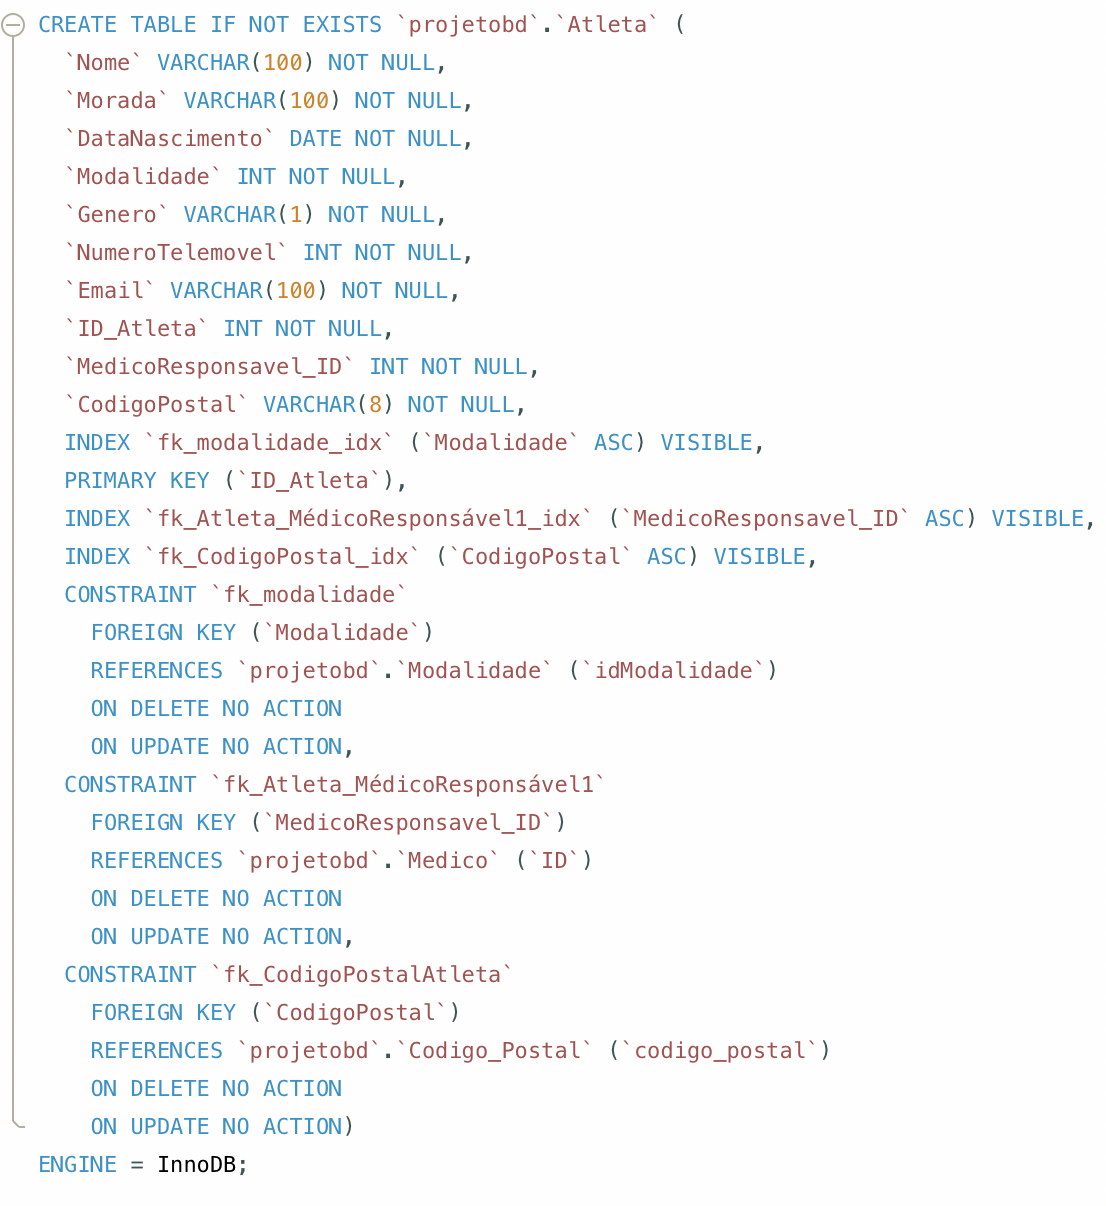 CREATE TABLE IF NOT EXISTS `projetobd`.`Atleta` (
`Nome` VARCHAR(100) NOT NULL,
`Morada` VARCHAR(100) NOT NULL,
`DataNascimento` DATE NOT NULL,
`Modalidade` INT NOT NULL,
`Genero` VARCHAR(1) NOT NULL,
`NumeroTelemovel` INT NOT NULL,
`Email` VARCHAR(100) NOT NULL,
`ID_Atleta` INT NOT NULL,
`MedicoResponsavel_ID` INT NOT NULL,
`CodigoPostal` VARCHAR(8) NOT NULL,
INDEX `fk_modalidade_idx` (`Modalidade` ASC) VISIBLE,
PRIMARY KEY (`ID_Atleta`),
INDEX `fk_Atleta_MédicoResponsável1_idx` (`MedicoResponsavel_ID` ASC) VISIBLE,
INDEX `fk_CodigoPostal_idx` (`CodigoPostal` ASC) VISIBLE,
CONSTRAINT `fk_modalidade`
FOREIGN KEY (`Modalidade`)
REFERENCES `projetobd`.`Modalidade` (`idModalidade`)
ON DELETE NO ACTION
ON UPDATE NO ACTION,
CONSTRAINT `fk_Atleta_MédicoResponsável1`
FOREIGN KEY (`MedicoResponsavel_ID`)
REFERENCES `projetobd`.`Medico` (`ID`)
ON DELETE NO ACTION
ON UPDATE NO ACTION,
CONSTRAINT `fk_CodigoPostalAtleta`
FOREIGN KEY (`CodigoPostal`)
REFERENCES `projetobd`.`Codigo_Postal` (`codigo_postal`)
ON DELETE NO ACTION
ON UPDATE NO ACTION)
ENGINE = InnoDB;